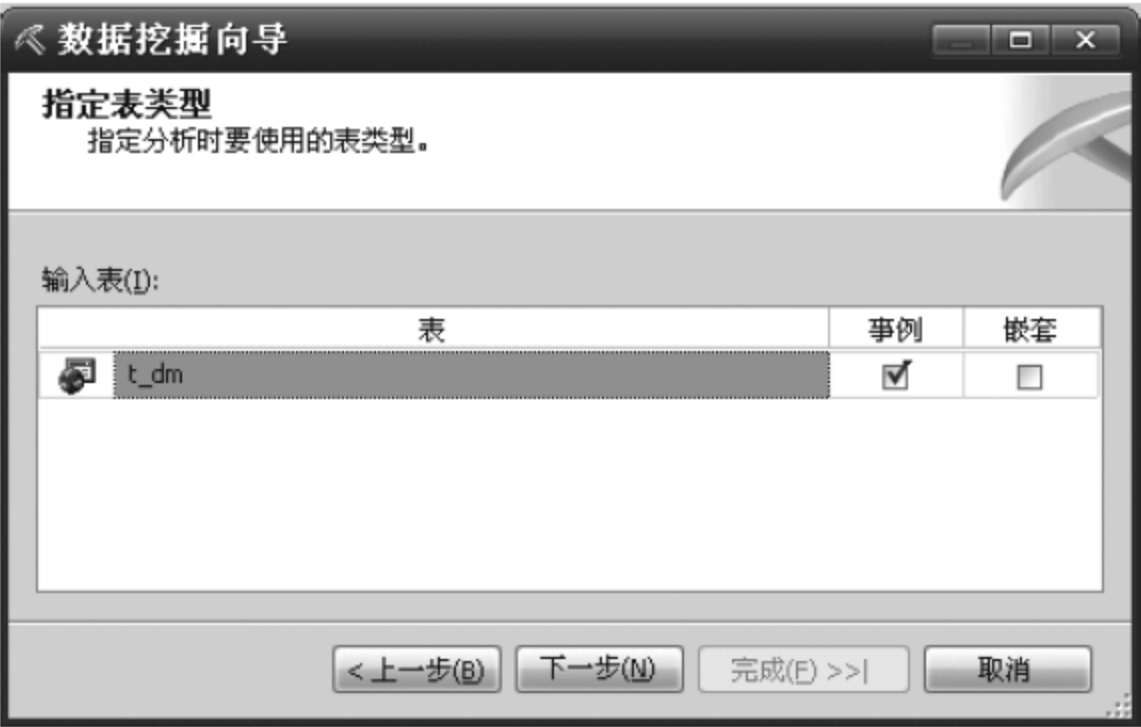 数据挖掘向导
指定表类型
指定分析时要使用的表类型。
输入表(I):
表 事例 嵌套
t_dm
< 上一步(B) 下一步(N) 完成(F) >>| 取消